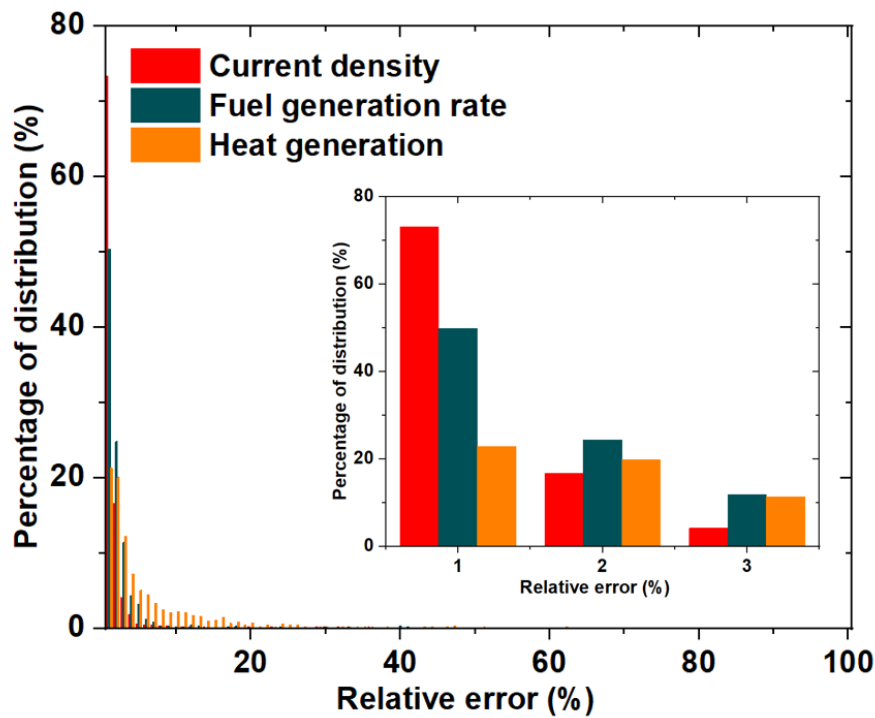 80
60
40
20
0
Percentage of distribution (%)
Current density
Fuel generation rate
Heat generation
80
60
40
20
0
Percentage of distribution (%)
1 2 3
Relative error (%)
20 40 60 80 100
Relative error (%)